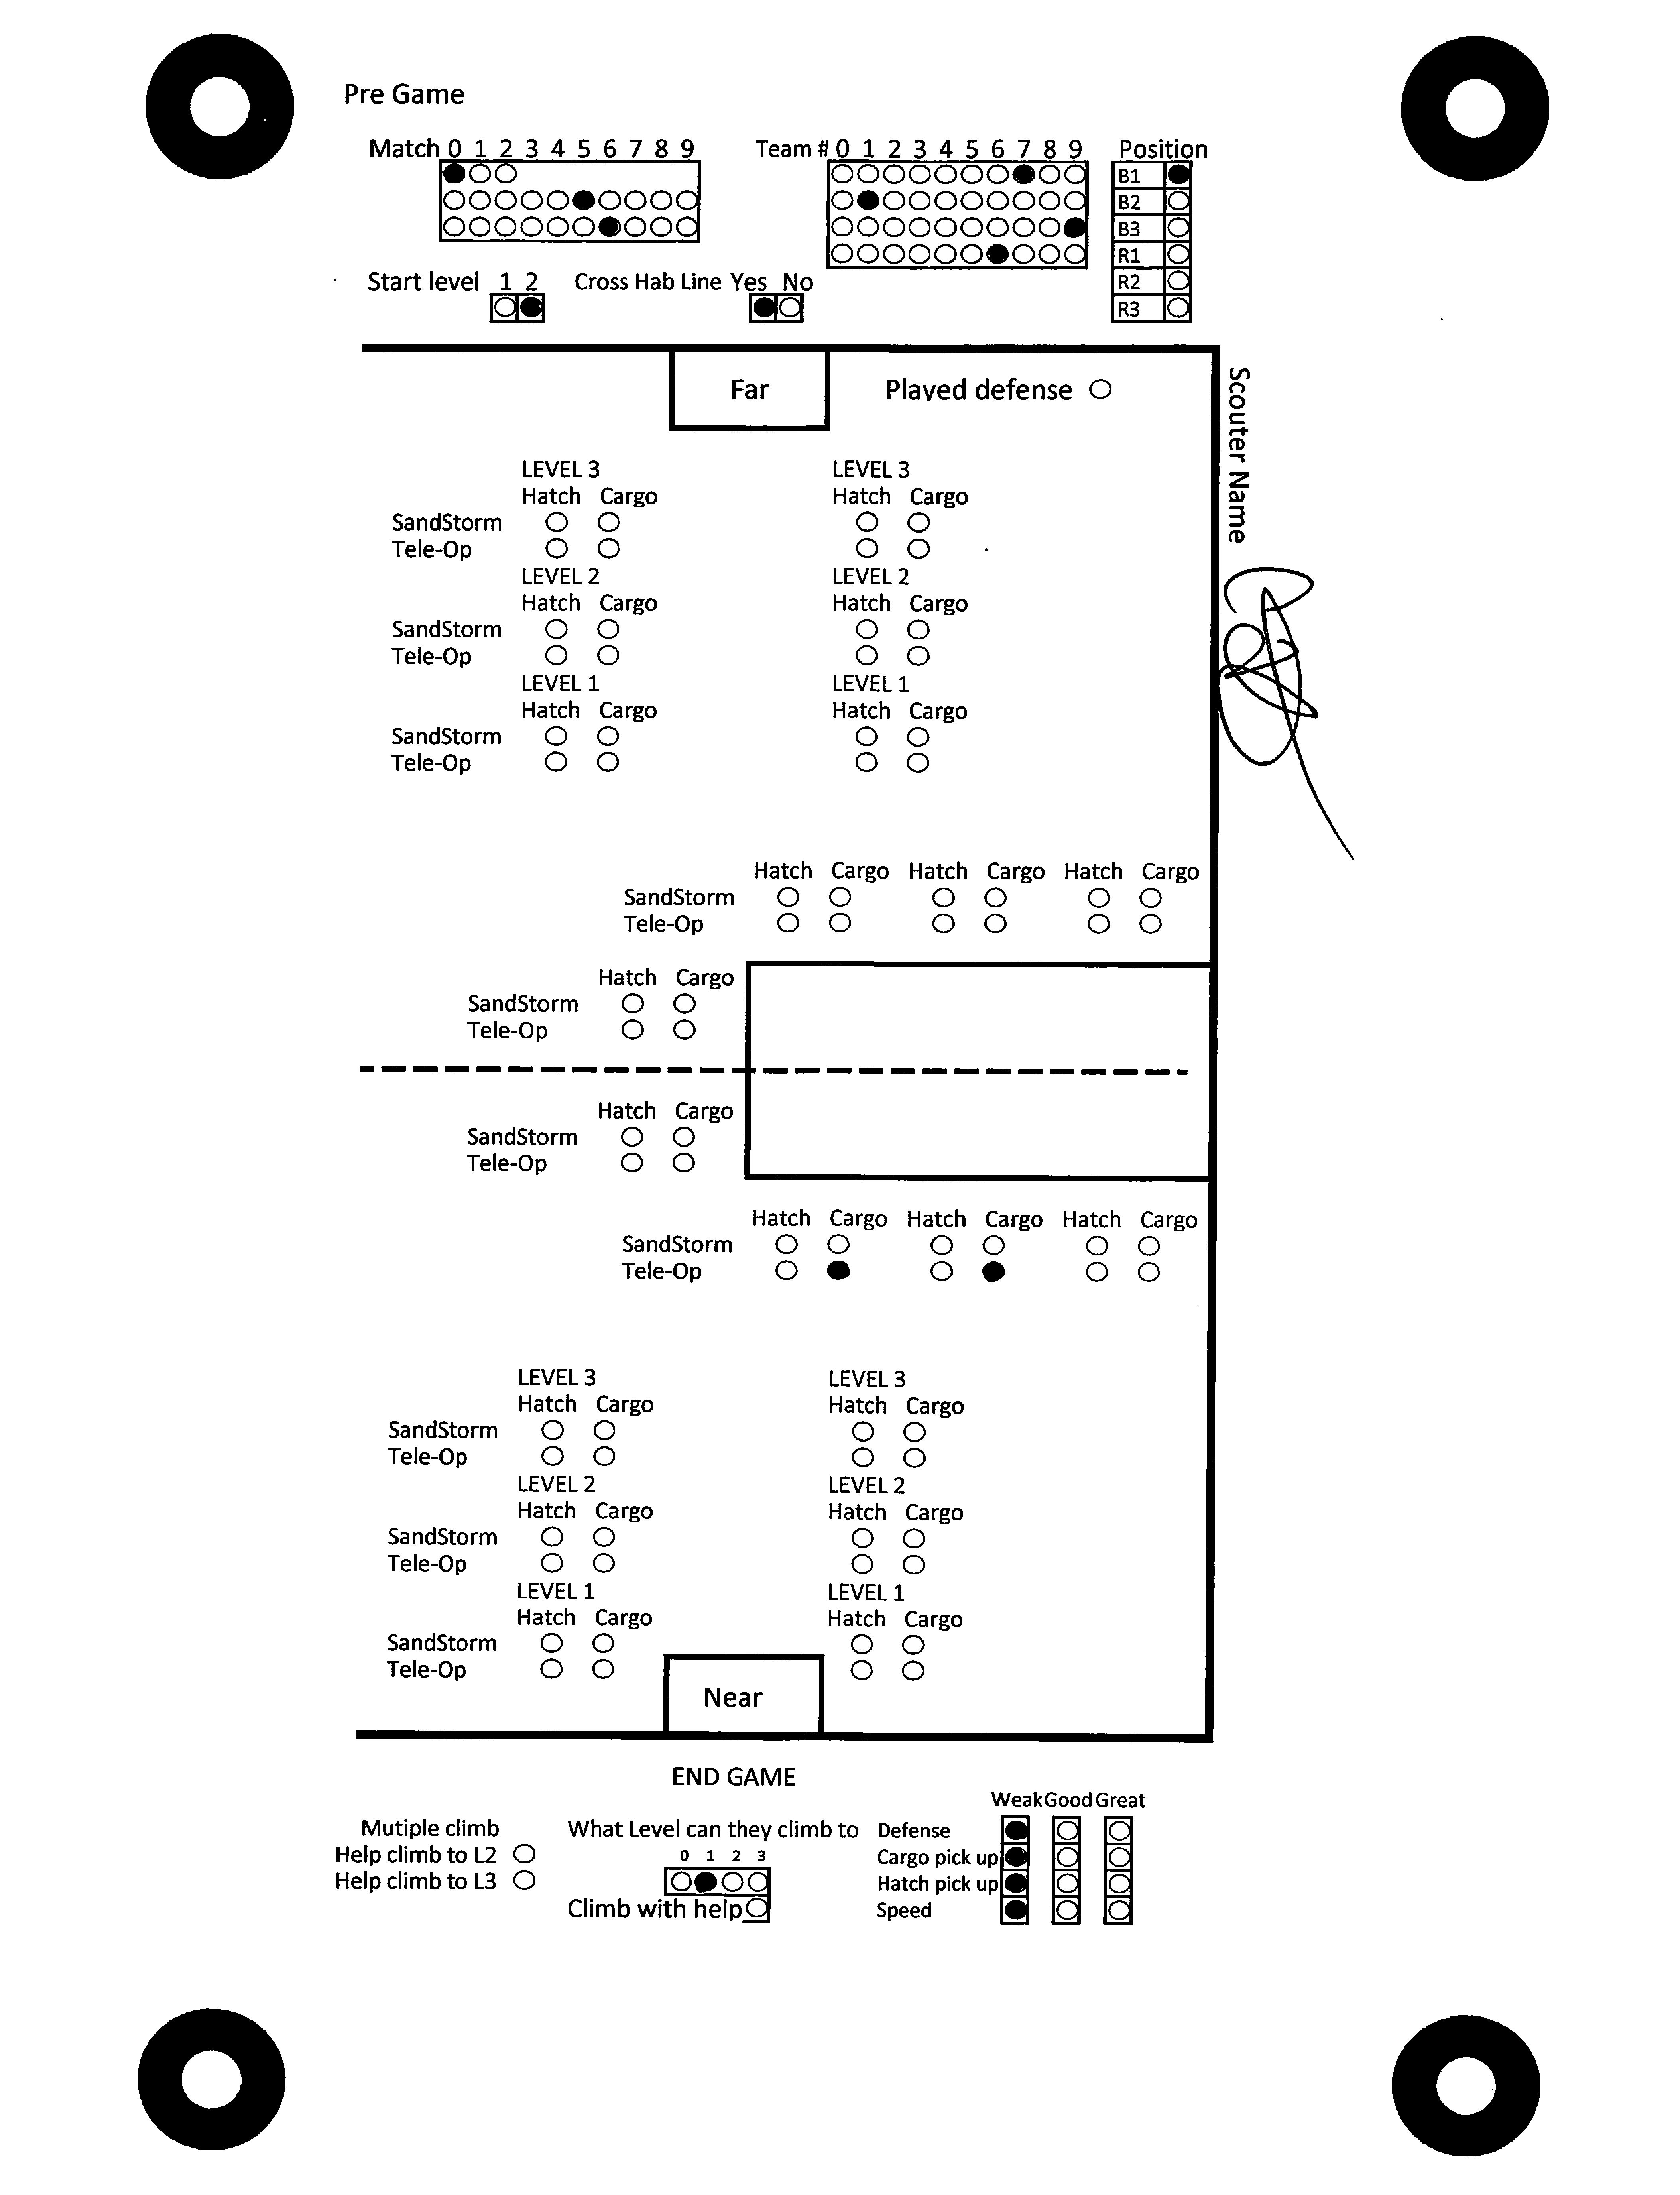 Pre Game
Match 0 1 2 3 4 5 6 7 8 9
Team # 0 1 2 3 4 5 6 7 8 9
Position
B1
B2
B3
R1
R2
R3
Start level 1 2
Cross Hab Line Yes No
Far
Played defense
Scouter Name
LEVEL 3 LEVEL 3
Hatch Cargo Hatch Cargo
SandStorm
Tele-Op
LEVEL 2 LEVEL 2
Hatch Cargo Hatch Cargo
SandStorm
Tele-Op
LEVEL 1 LEVEL 1
Hatch Cargo Hatch Cargo
SandStorm
Tele-Op
Hatch Cargo Hatch Cargo Hatch Cargo
SandStorm
Tele-Op
Hatch Cargo
SandStorm
Tele-Op
Hatch Cargo
SandStorm
Tele-Op
Hatch Cargo Hatch Cargo Hatch Cargo
SandStorm
Tele-Op
LEVEL 3 LEVEL 3
Hatch Cargo Hatch Cargo
SandStorm
Tele-Op
LEVEL 2 LEVEL 2
Hatch Cargo Hatch Cargo
SandStorm
Tele-Op
LEVEL 1 LEVEL 1
Hatch Cargo Hatch Cargo
SandStorm
Tele-Op
Near
END GAME
Mutiple climb
Help climb to L2
Help climb to L3
What Level can they climb to
0 1 2 3
Climb with help
Weak Good Great
Defense
Cargo pick up
Hatch pick up
Speed